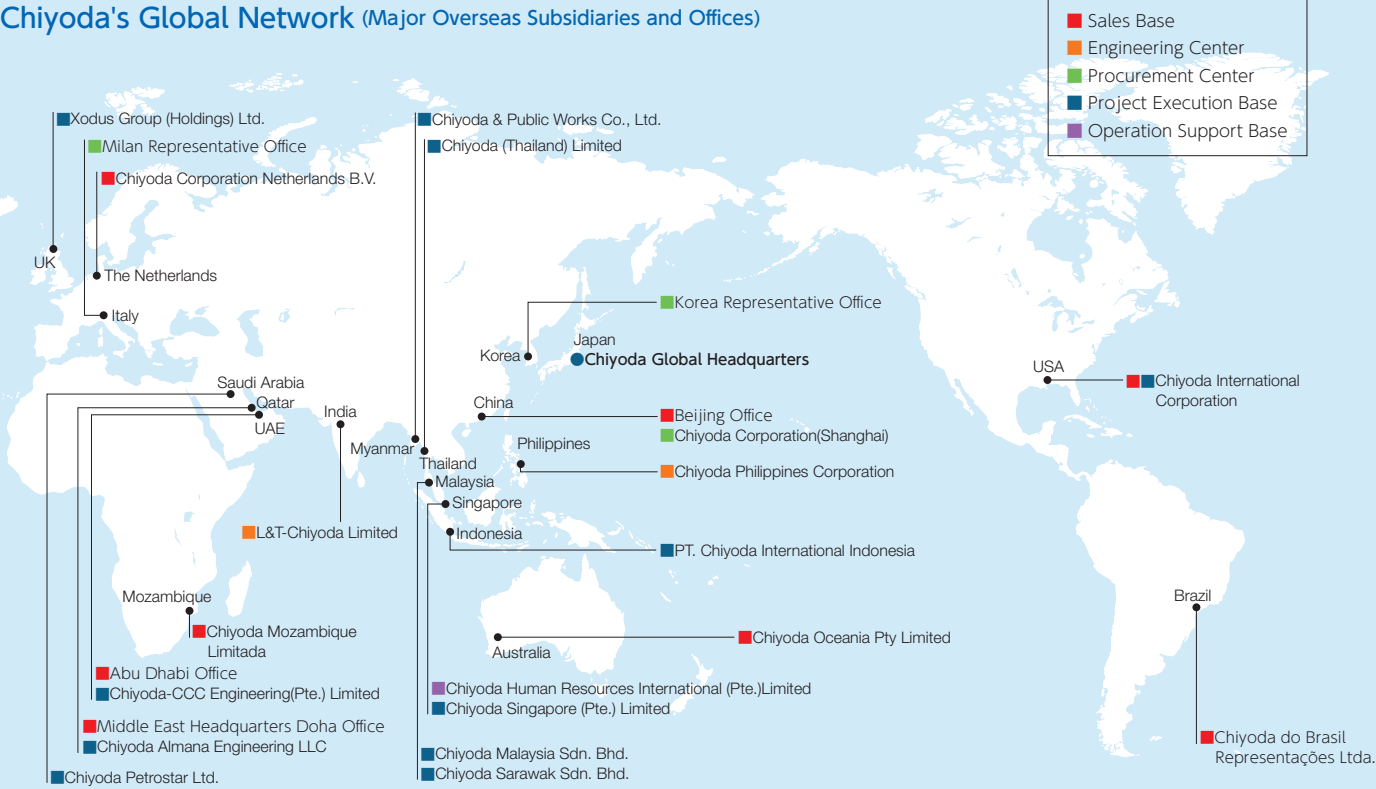 Chiyoda's Global Network (Major Overseas Subsidiaries and Offices)
Sales Base
Engineering Center
Procurement Center
Project Execution Base
Operation Support Base
Xodus Group (Holdings) Ltd.
Milan Representative Office
Chiyoda Corporation Netherlands B.V.
Chiyoda & Public Works Co., Ltd.
Chiyoda (Thailand) Limited
UK
The Netherlands
Italy
Korea Representative Office
Japan
Korea
Chiyoda Global Headquarters
USA
Chiyoda International
Corporation
Saudi Arabia
Qatar
UAE
India
China
Beijing Office
Chiyoda Corporation(Shanghai)
Myanmar
Thailand
Philippines
Chiyoda Philippines Corporation
Malaysia
Singapore
L&T-Chiyoda Limited
Indonesia
PT. Chiyoda International Indonesia
Mozambique
Brazil
Chiyoda Mozambique
Limitada
Chiyoda Oceania Pty Limited
Australia
Abu Dhabi Office
Chiyoda-CCC Engineering(Pte.) Limited
Chiyoda Human Resources International (Pte.)Limited
Chiyoda Singapore (Pte.) Limited
Middle East Headquarters Doha Office
Chiyoda Almana Engineering LLC
Chiyoda do Brasil
Representações Ltda.
Chiyoda Malaysia Sdn. Bhd.
Chiyoda Sarawak Sdn. Bhd.
Chiyoda Petrostar Ltd.